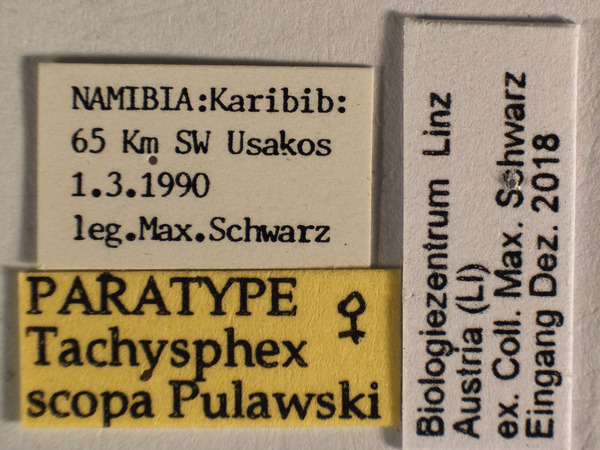 NAMIBIA:Karibib:
65 Km SW Usakos
1.3.1990
leg.Max.Schwarz
PARATYPE ♀
Tachysphex
scopa Pulawski
Biologiezentrum Linz
Austria (LI)
ex. Coll. Max. Schwarz
Eingang Dez. 2018